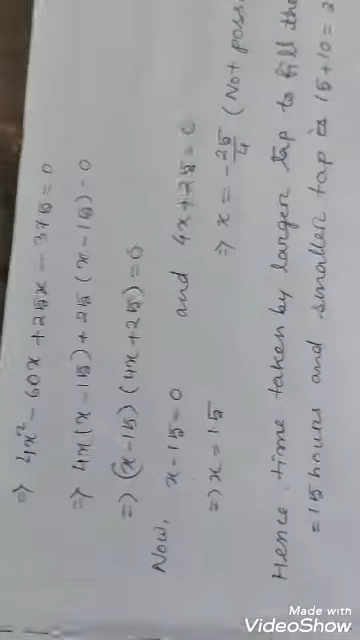 ⇒ 4x² - 60x + 25x - 375 = 0
⇒ 4x(x-15) + 25(x-15) = 0
⇒ (x-15)(4x+25) = 0
Now, x-15=0 and 4x+25=0
⇒ x = 15 ⇒ x = -25/4 (Not
Hence, time taken by larger tap to fill the
= 15 hours and smaller tap is 15+10 =
Made with
VideoShow